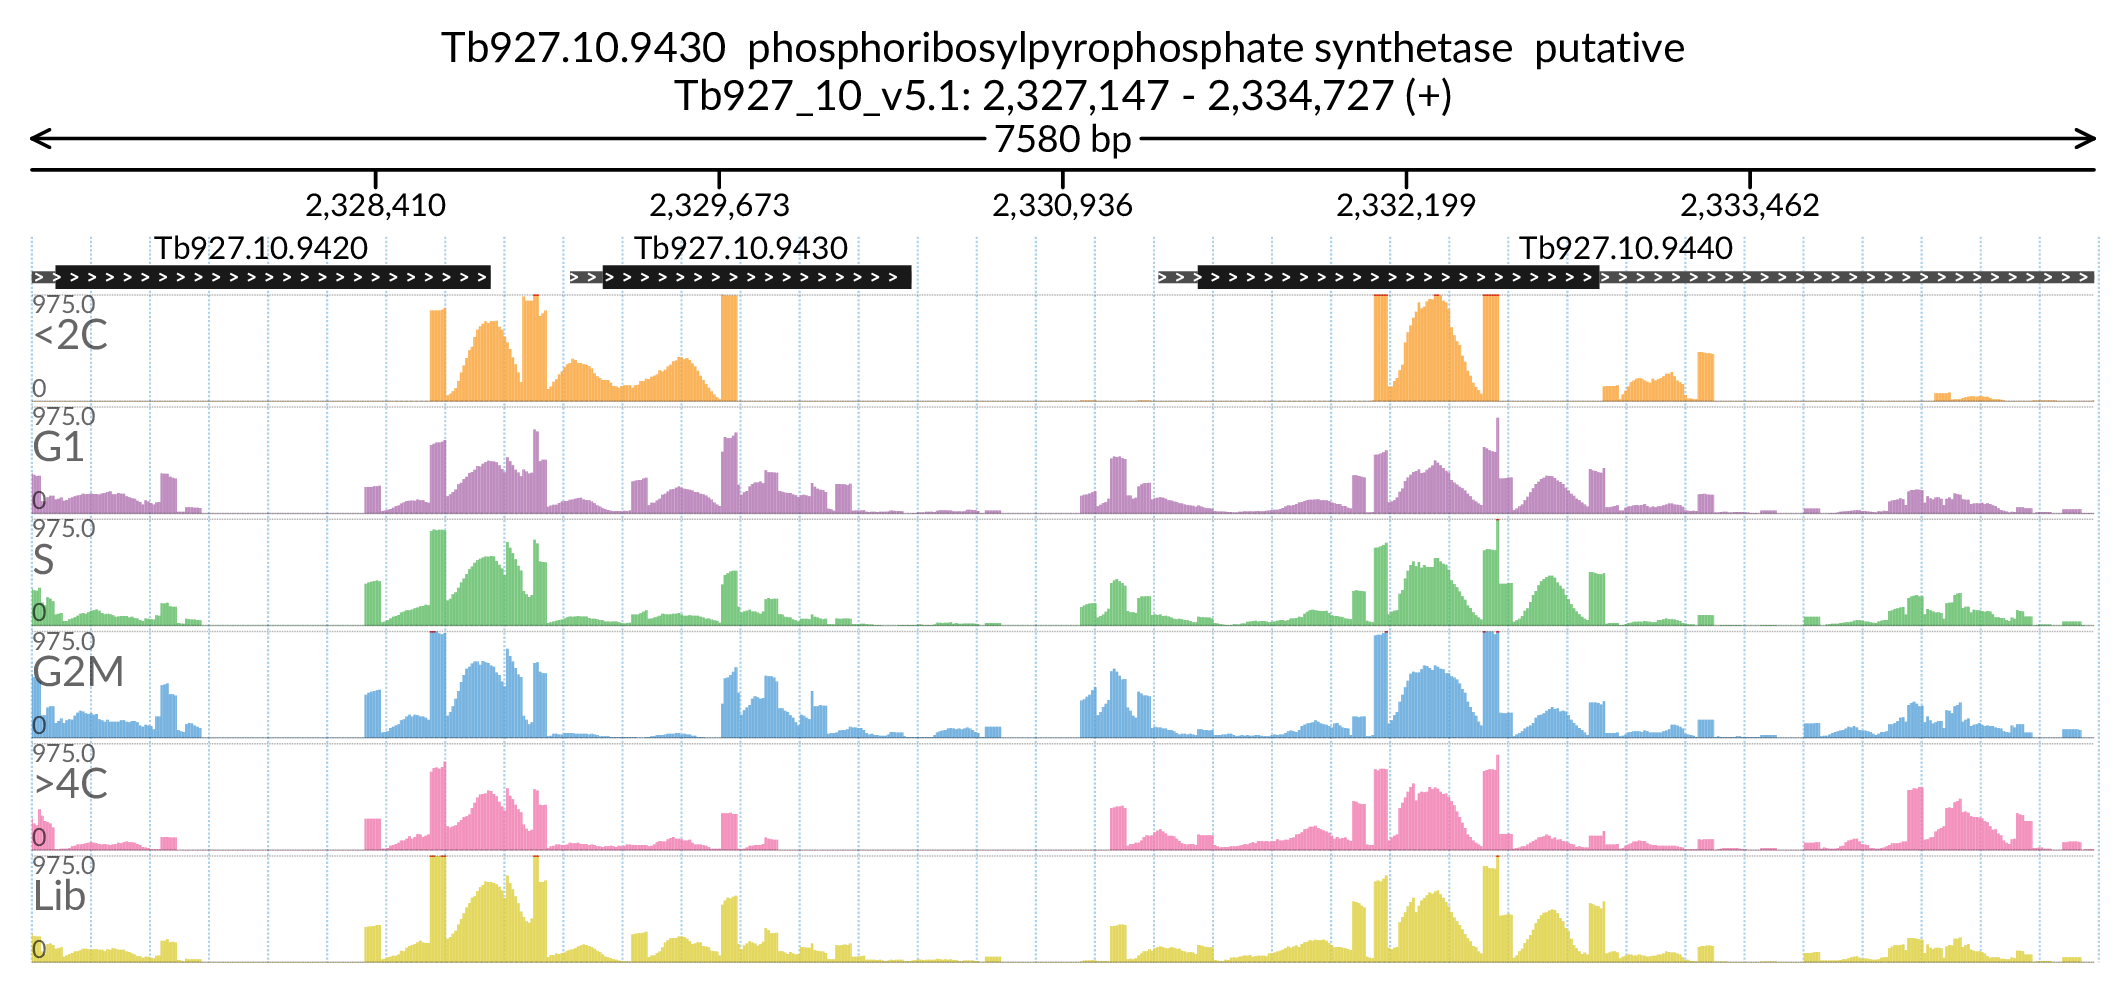 Tb927.10.9430  phosphoribosylpyrophosphate synthetase  putative
Tb927_10_v5.1: 2,327,147 - 2,334,727 (+)
7580 bp
2,328,410 2,329,673 2,330,936 2,332,199 2,333,462
Tb927.10.9420 Tb927.10.9430 Tb927.10.9440
975.0
<2C
0
975.0
G1
0
975.0
S
0
975.0
G2M
0
975.0
>4C
0
975.0
Lib
0